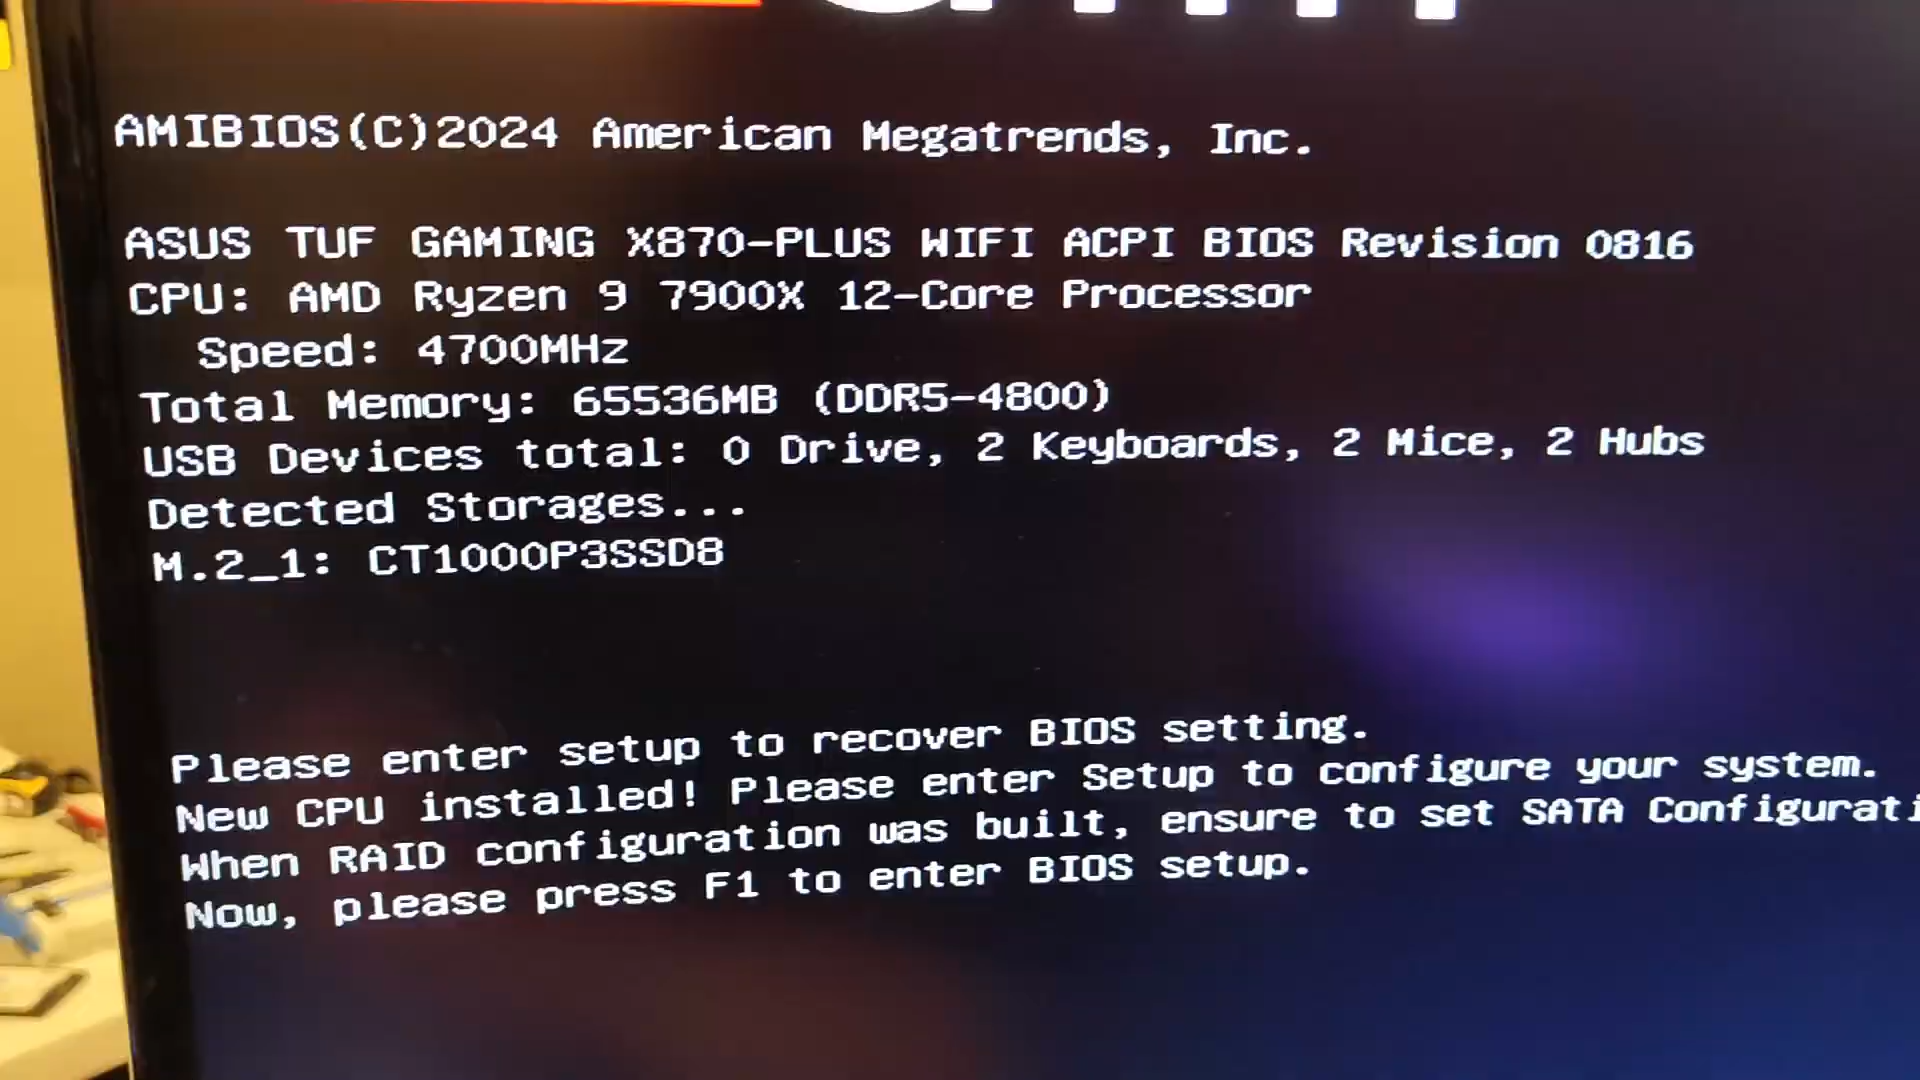 AMIBIOS(C)2024 American Megatrends, Inc.
ASUS TUF GAMING X870-PLUS WIFI ACPI BIOS Revision 0816
CPU: AMD Ryzen 9 7900X 12-Core Processor
Speed: 4700MHz
Total Memory: 65536MB (DDR5-4800)
USB Devices total: 0 Drive, 2 Keyboards, 2 Mice, 2 Hubs
Detected Storages...
M.2_1: CT1000P3SSD8
Please enter setup to recover BIOS setting.
New CPU installed! Please enter Setup to configure your system.
When RAID configuration was built, ensure to set SATA Configurati
Now, please press F1 to enter BIOS setup.